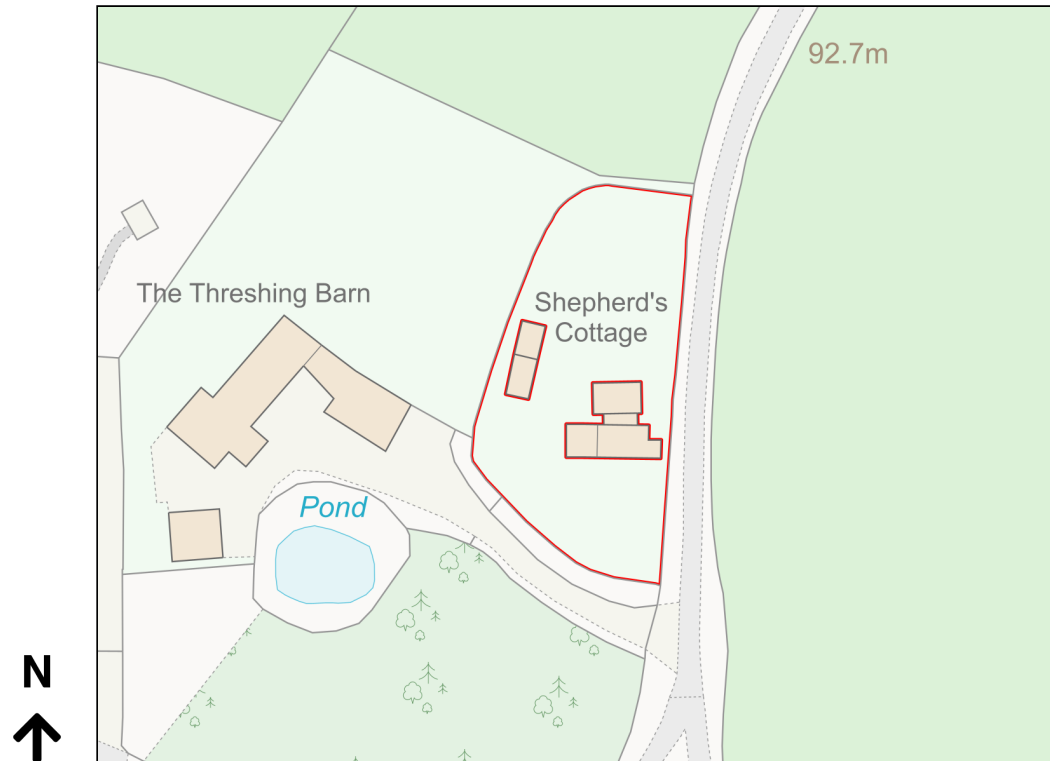 92.7m
The Threshing Barn
Shepherd's
Cottage
Pond
N